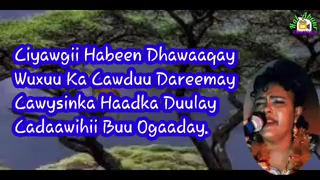 Ciyawgii Habeen Dhawaaqay
Wuxuu Ka Cawduu Dareemay
Cawysinka Haadka Duulay
Cadaawihii Buu Ogaaday.